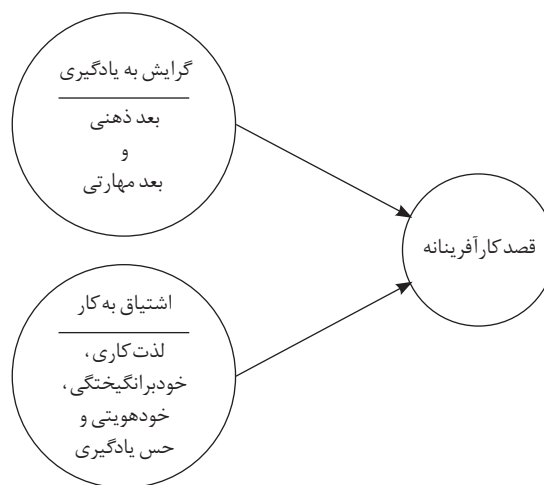 گرایش به یادگیری
بعد ذهنی
و
بعد مهارتی
قصد کارآفرینانه
اشتیاق به کار
لذت کاری،
خودبرانگیختگی،
خودهویتی و
حس یادگیری